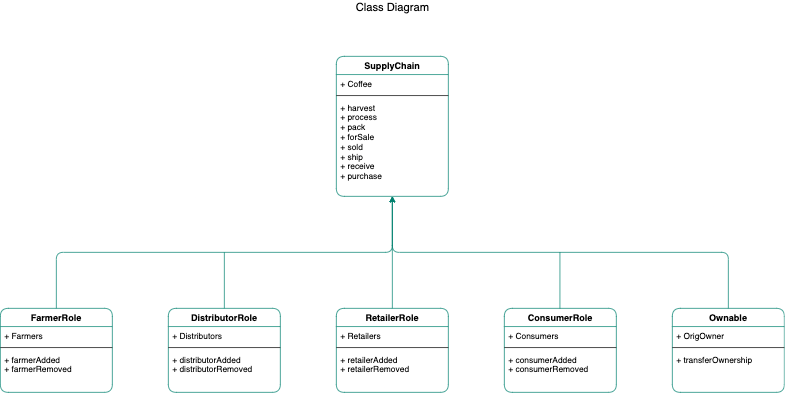 Class Diagram
SupplyChain
+ Coffee
+ harvest
+ process
+ pack
+ forSale
+ sold
+ ship
+ receive
+ purchase
FarmerRole
+ Farmers
+ farmerAdded
+ farmerRemoved
DistributorRole
+ Distributors
+ distributorAdded
+ distributorRemoved
RetailerRole
+ Retailers
+ retailerAdded
+ retailerRemoved
ConsumerRole
+ Consumers
+ consumerAdded
+ consumerRemoved
Ownable
+ OrigOwner
+ transferOwnership